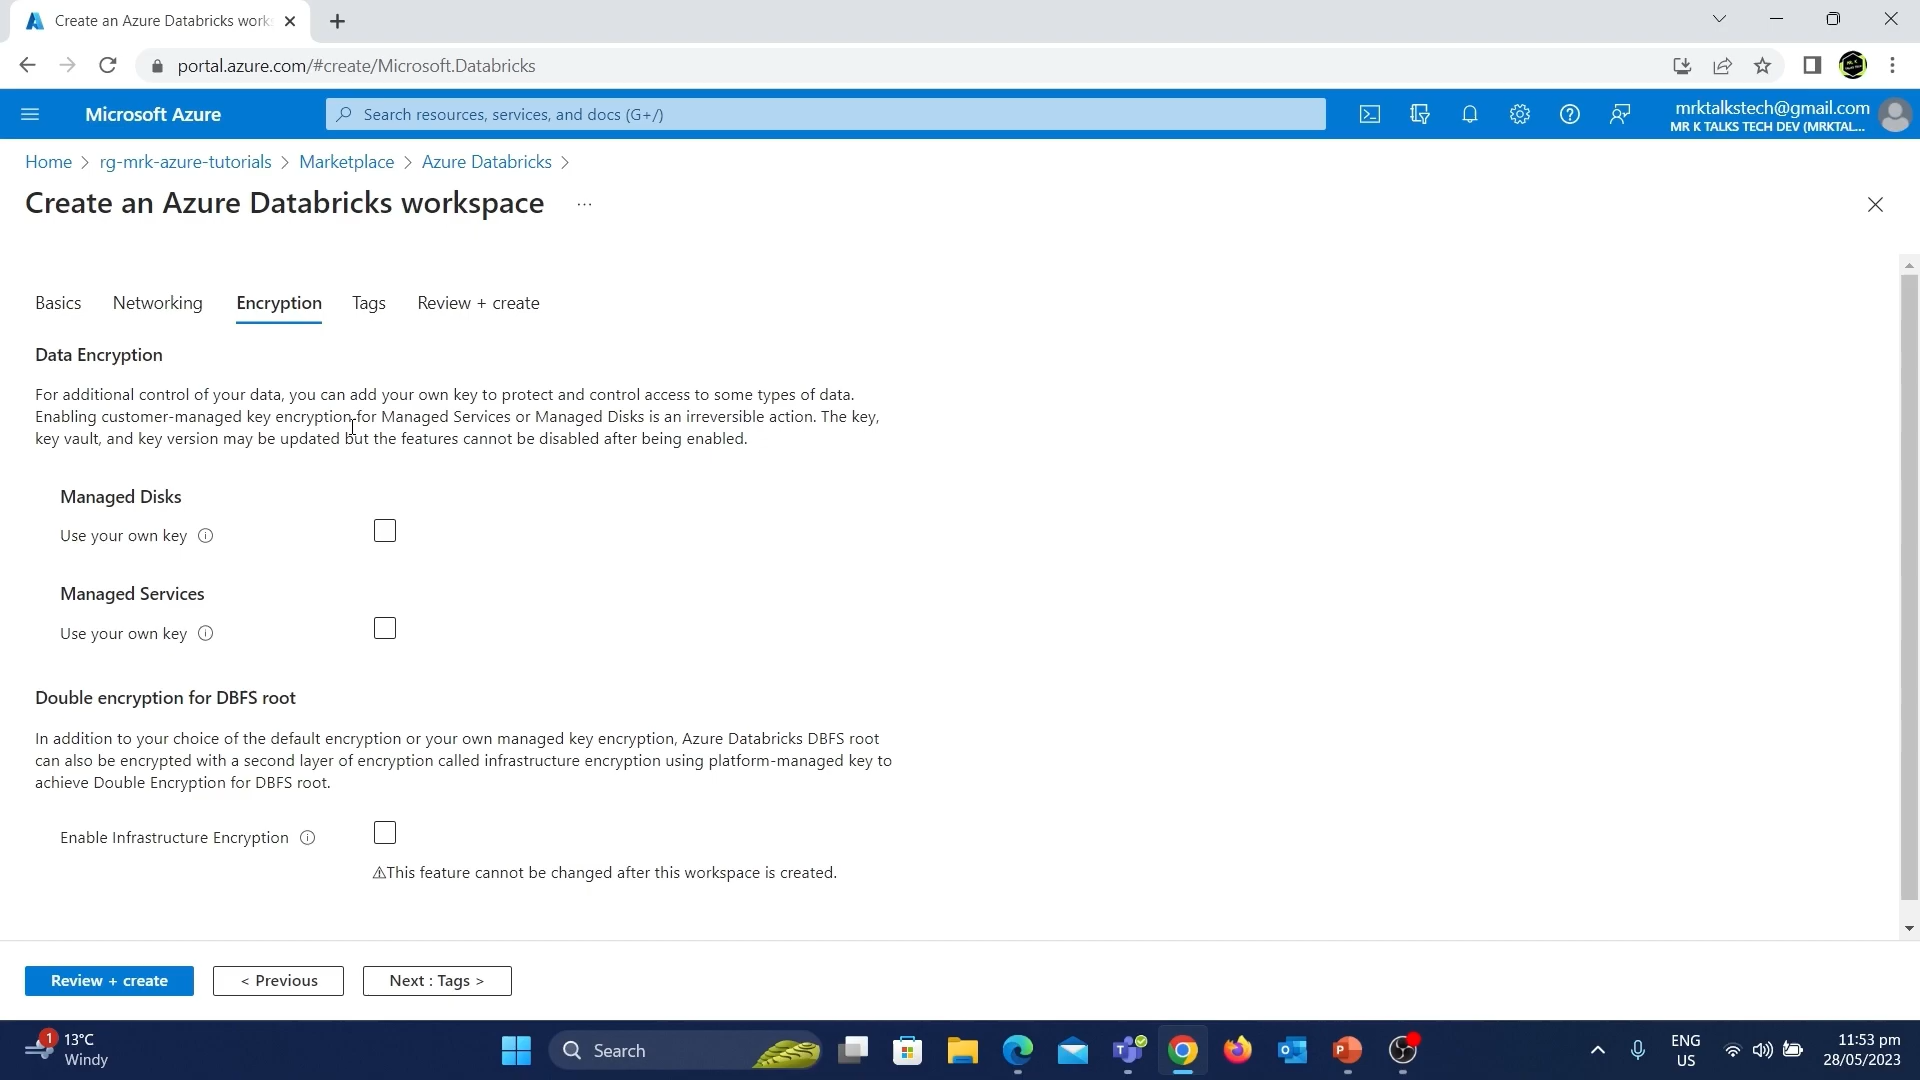 Create an Azure Databricks work
portal.azure.com/#create/Microsoft.Databricks
Microsoft Azure
Search resources, services, and docs (G+/)
mrktalkstech@gmail.com
MR K TALKS TECH DEV (MRKTAL...
Home > rg-mrk-azure-tutorials > Marketplace > Azure Databricks >
Create an Azure Databricks workspace ...
Basics Networking Encryption Tags Review + create
Data Encryption
For additional control of your data, you can add your own key to protect and control access to some types of data.
Enabling customer-managed key encryption for Managed Services or Managed Disks is an irreversible action. The key,
key vault, and key version may be updated but the features cannot be disabled after being enabled.
Managed Disks
Use your own key
Managed Services
Use your own key
Double encryption for DBFS root
In addition to your choice of the default encryption or your own managed key encryption, Azure Databricks DBFS root
can also be encrypted with a second layer of encryption called infrastructure encryption using platform-managed key to
achieve Double Encryption for DBFS root.
Enable Infrastructure Encryption
⚠This feature cannot be changed after this workspace is created.
Review + create
< Previous
Next : Tags >
1
13°C
Windy
Search
ENG
US
11:53 pm
28/05/2023